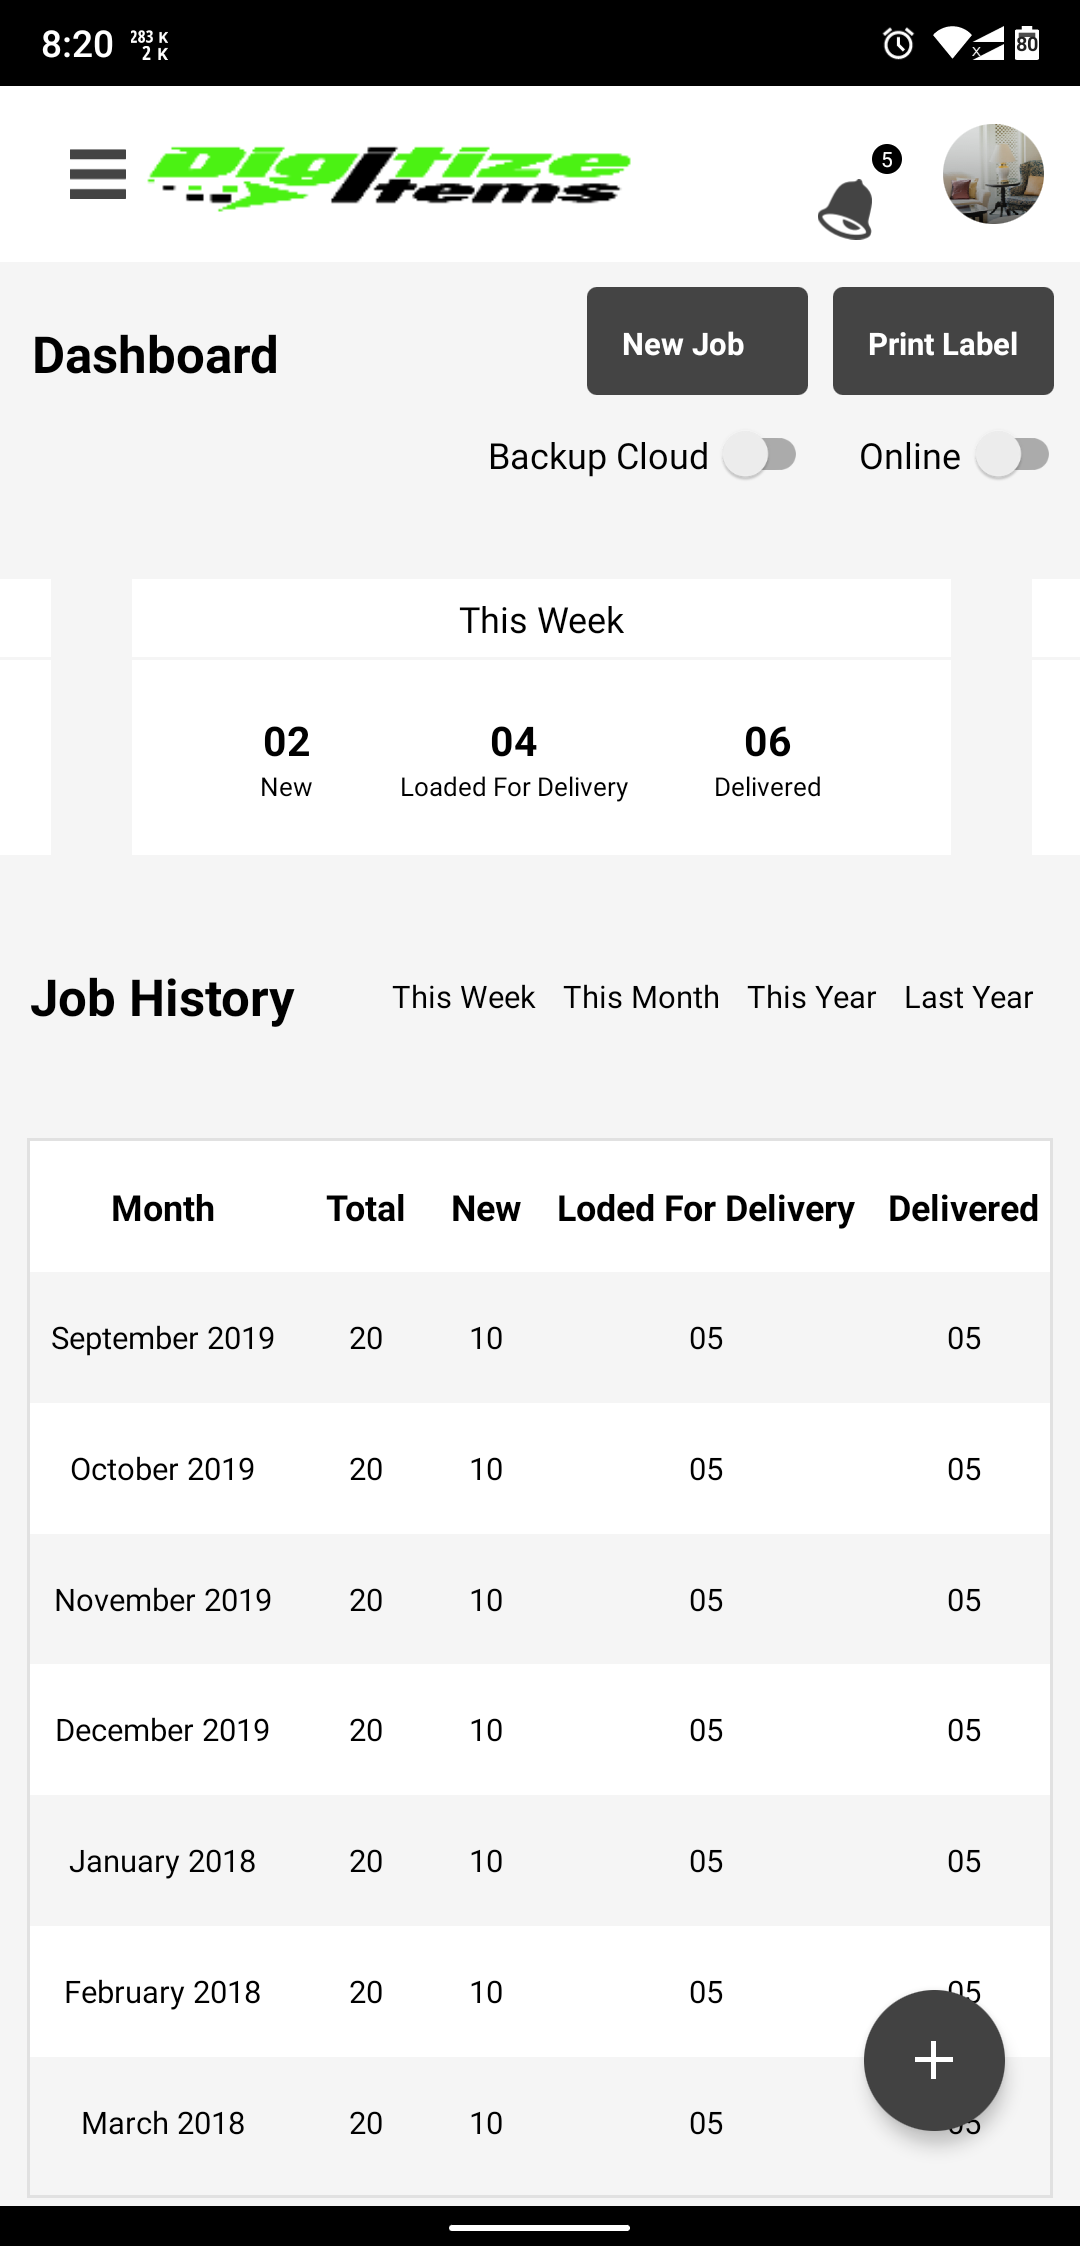 8:20 283 K
2 K
80
Digitize
Items
5
Dashboard
New Job
Print Label
Backup Cloud
Online
This Week
02 04 06
New Loaded For Delivery Delivered
Job History This Week This Month This Year Last Year
Month Total New Loded For Delivery Delivered
September 2019 20 10 05 05
October 2019 20 10 05 05
November 2019 20 10 05 05
December 2019 20 10 05 05
January 2018 20 10 05 05
February 2018 20 10 05 05
March 2018 20 10 05 05